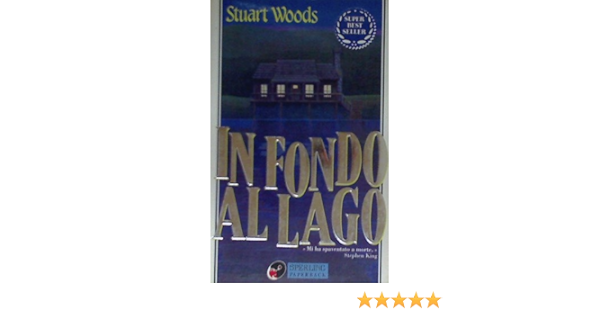 Stuart Woods
SUPER
BEST
SELLER
IN FONDO
AL LAGO
« Mi ha spaventato a morte. »
Stephen King
SPERLING
PAPERBACK